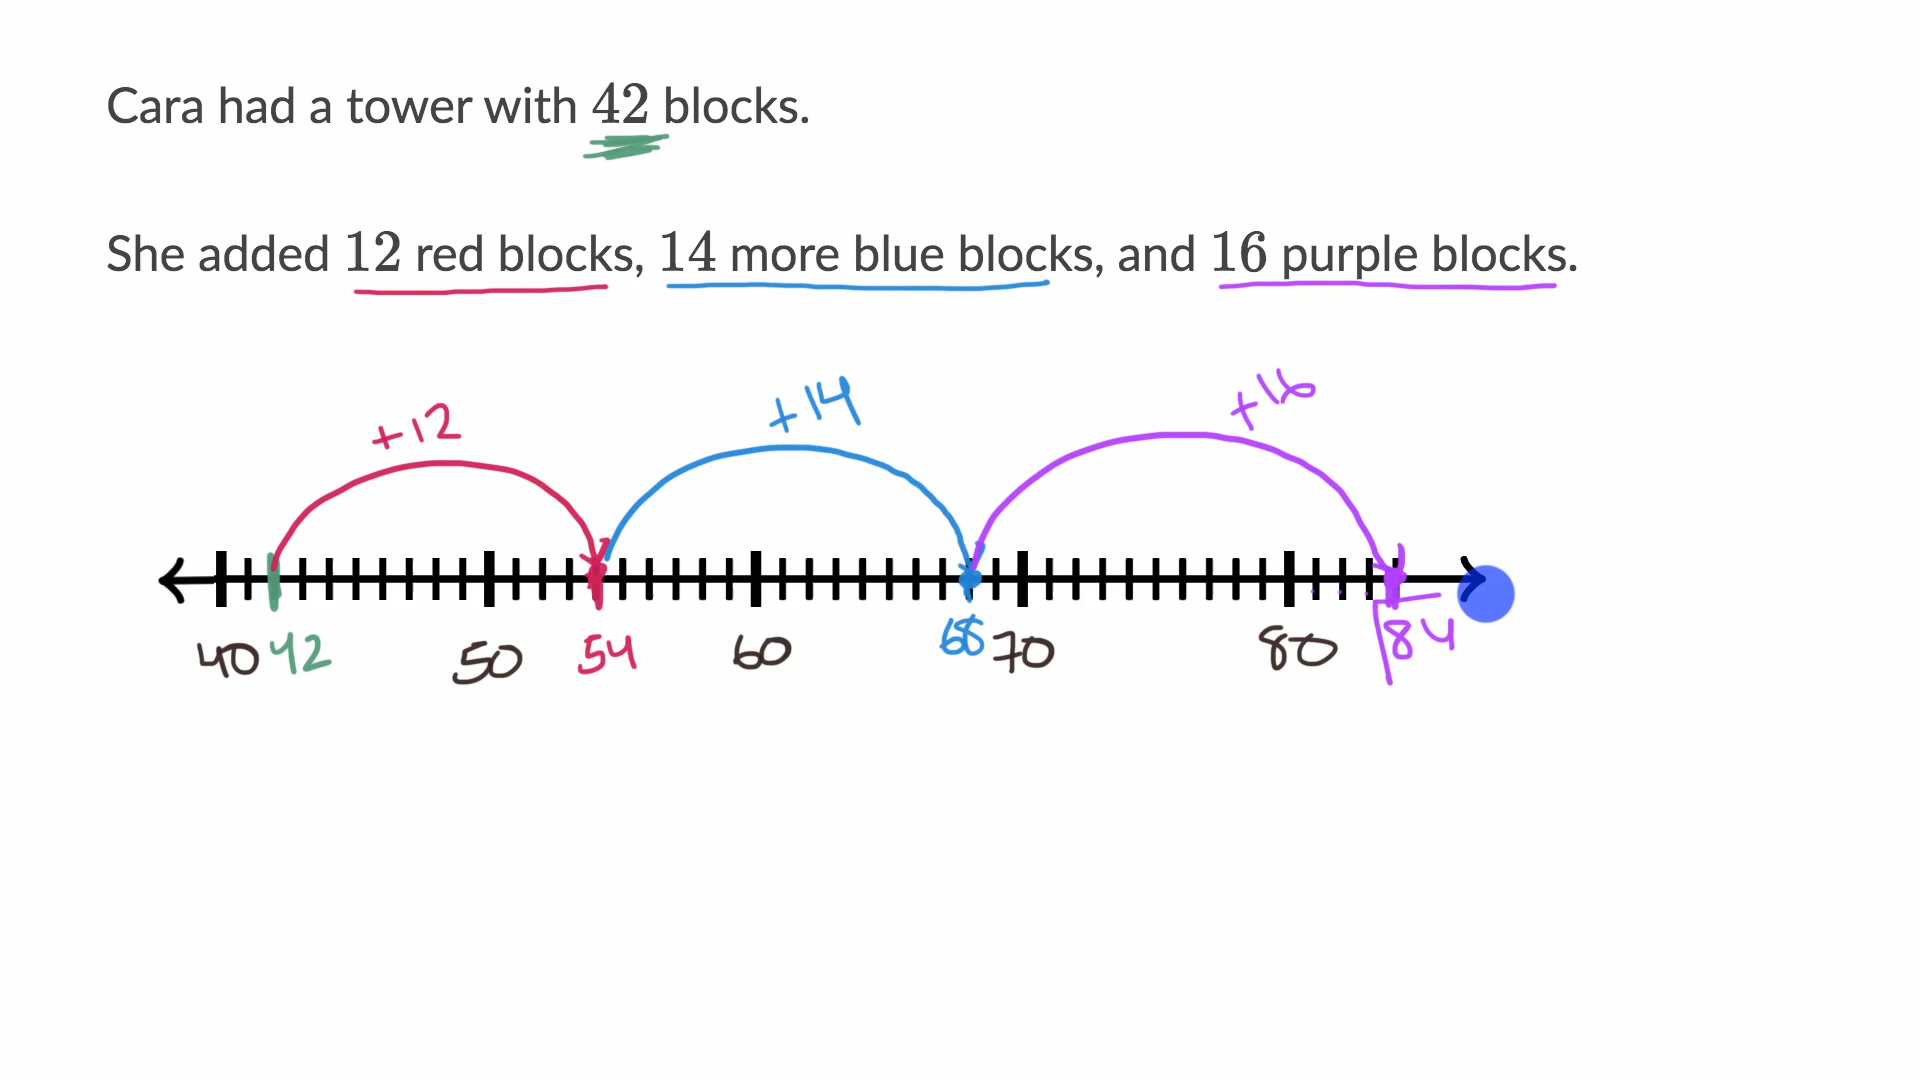 Cara had a tower with 42 blocks.
She added 12 red blocks, 14 more blue blocks, and 16 purple blocks.
+12 +14 +16
40 42 50 54 60 68 70 80 84